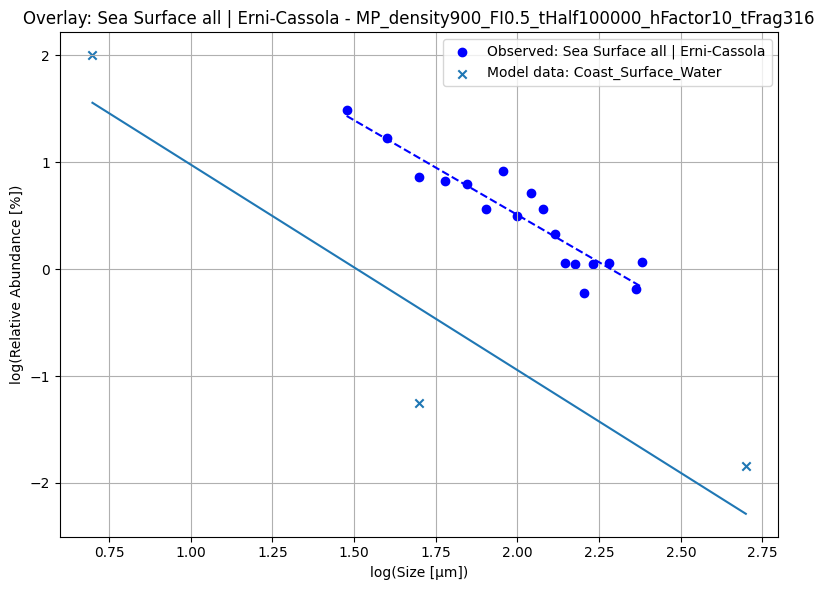 Overlay: Sea Surface all | Erni-Cassola - MP_density900_FI0.5_tHalf100000_hFactor10_tFrag316
Observed: Sea Surface all | Erni-Cassola
Model data: Coast_Surface_Water
log(Relative Abundance [%])
2
1
0
−1
−2
0.75 1.00 1.25 1.50 1.75 2.00 2.25 2.50 2.75
log(Size [μm])